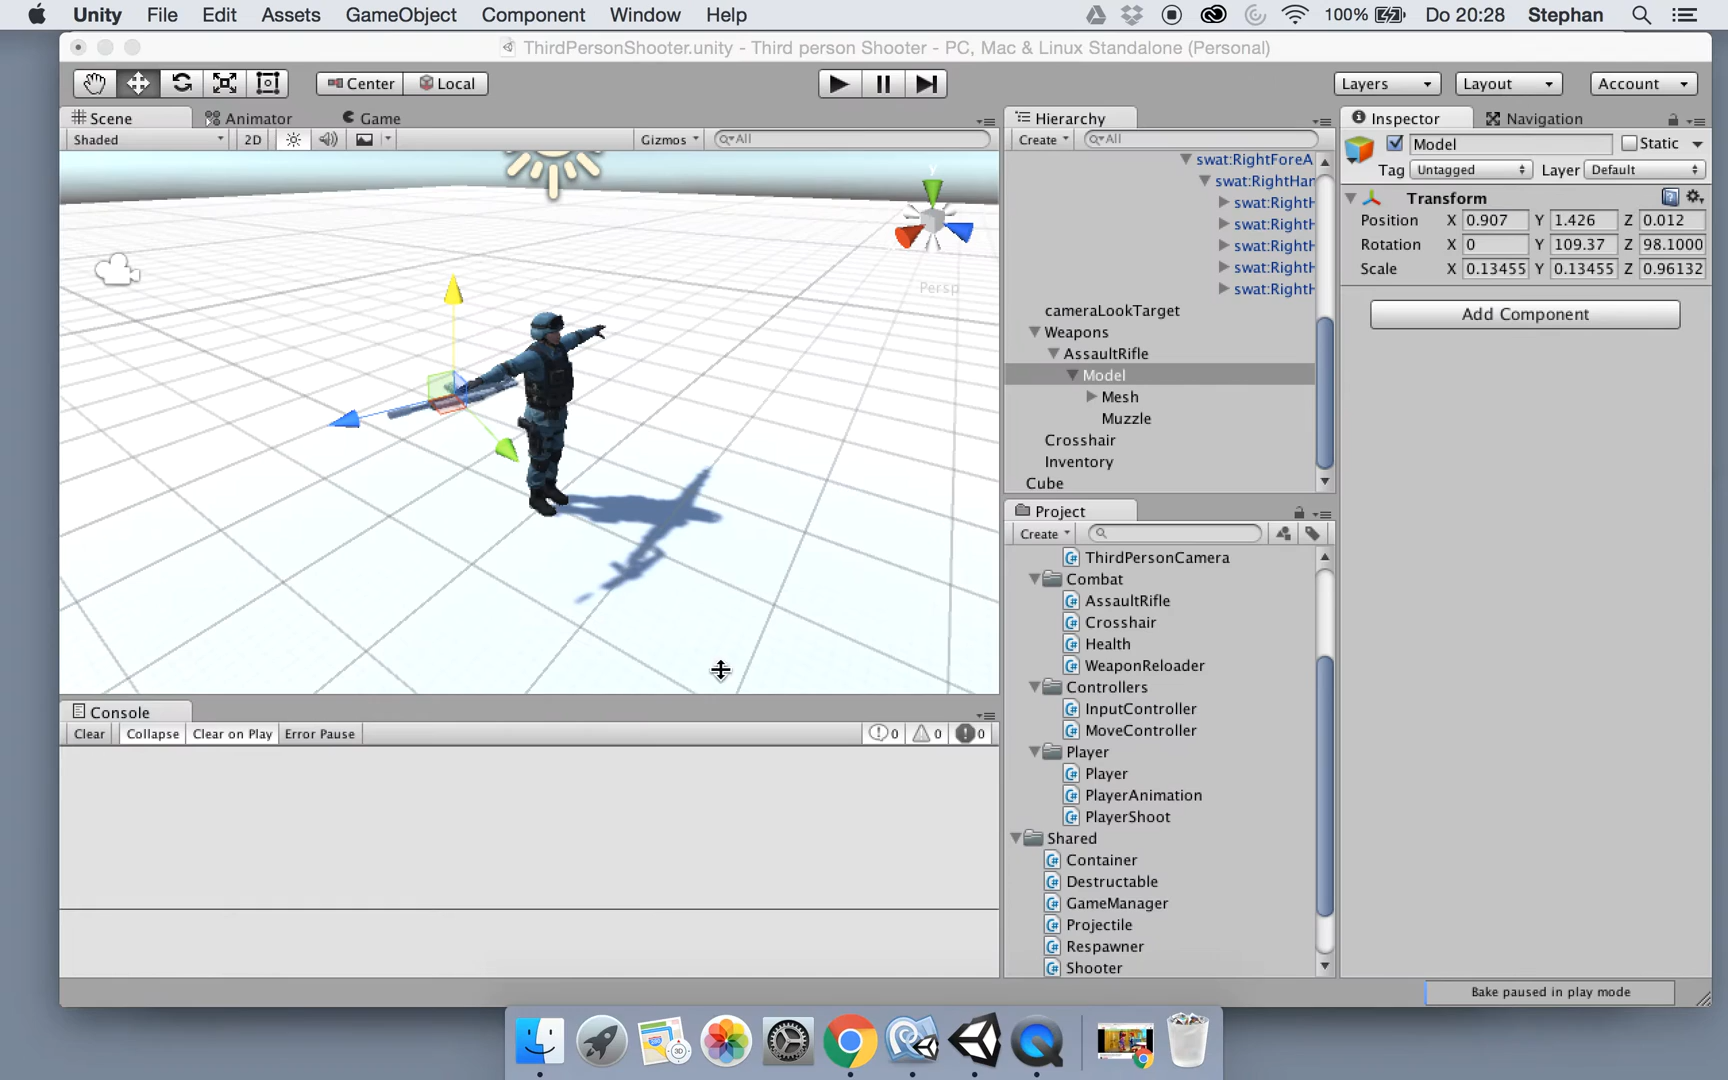 Unity File Edit Assets GameObject Component Window Help 100% Do 20:28 Stephan
ThirdPersonShooter.unity - Third person Shooter - PC, Mac & Linux Standalone (Personal)
Center Local Layers Layout Account
Scene Animator Game
Shaded 2D Gizmos All
y
Persp
Hierarchy
Create All
swat:RightForeA
swat:RightHan
swat:RightH
swat:RightH
swat:RightH
swat:RightH
swat:RightH
cameraLookTarget
Weapons
AssaultRifle
Model
Mesh
Muzzle
Crosshair
Inventory
Cube
Inspector Navigation
Model Static
Tag Untagged Layer Default
Transform
Position X 0.907 Y 1.426 Z 0.012
Rotation X 0 Y 109.37 Z 98.1000
Scale X 0.13455 Y 0.13455 Z 0.96132
Add Component
Project
Create
ThirdPersonCamera
Combat
AssaultRifle
Crosshair
Health
WeaponReloader
Controllers
InputController
MoveController
Player
Player
PlayerAnimation
PlayerShoot
Shared
Container
Destructable
GameManager
Projectile
Respawner
Shooter
Console
Clear Collapse Clear on Play Error Pause 0 0 0
Bake paused in play mode
3D